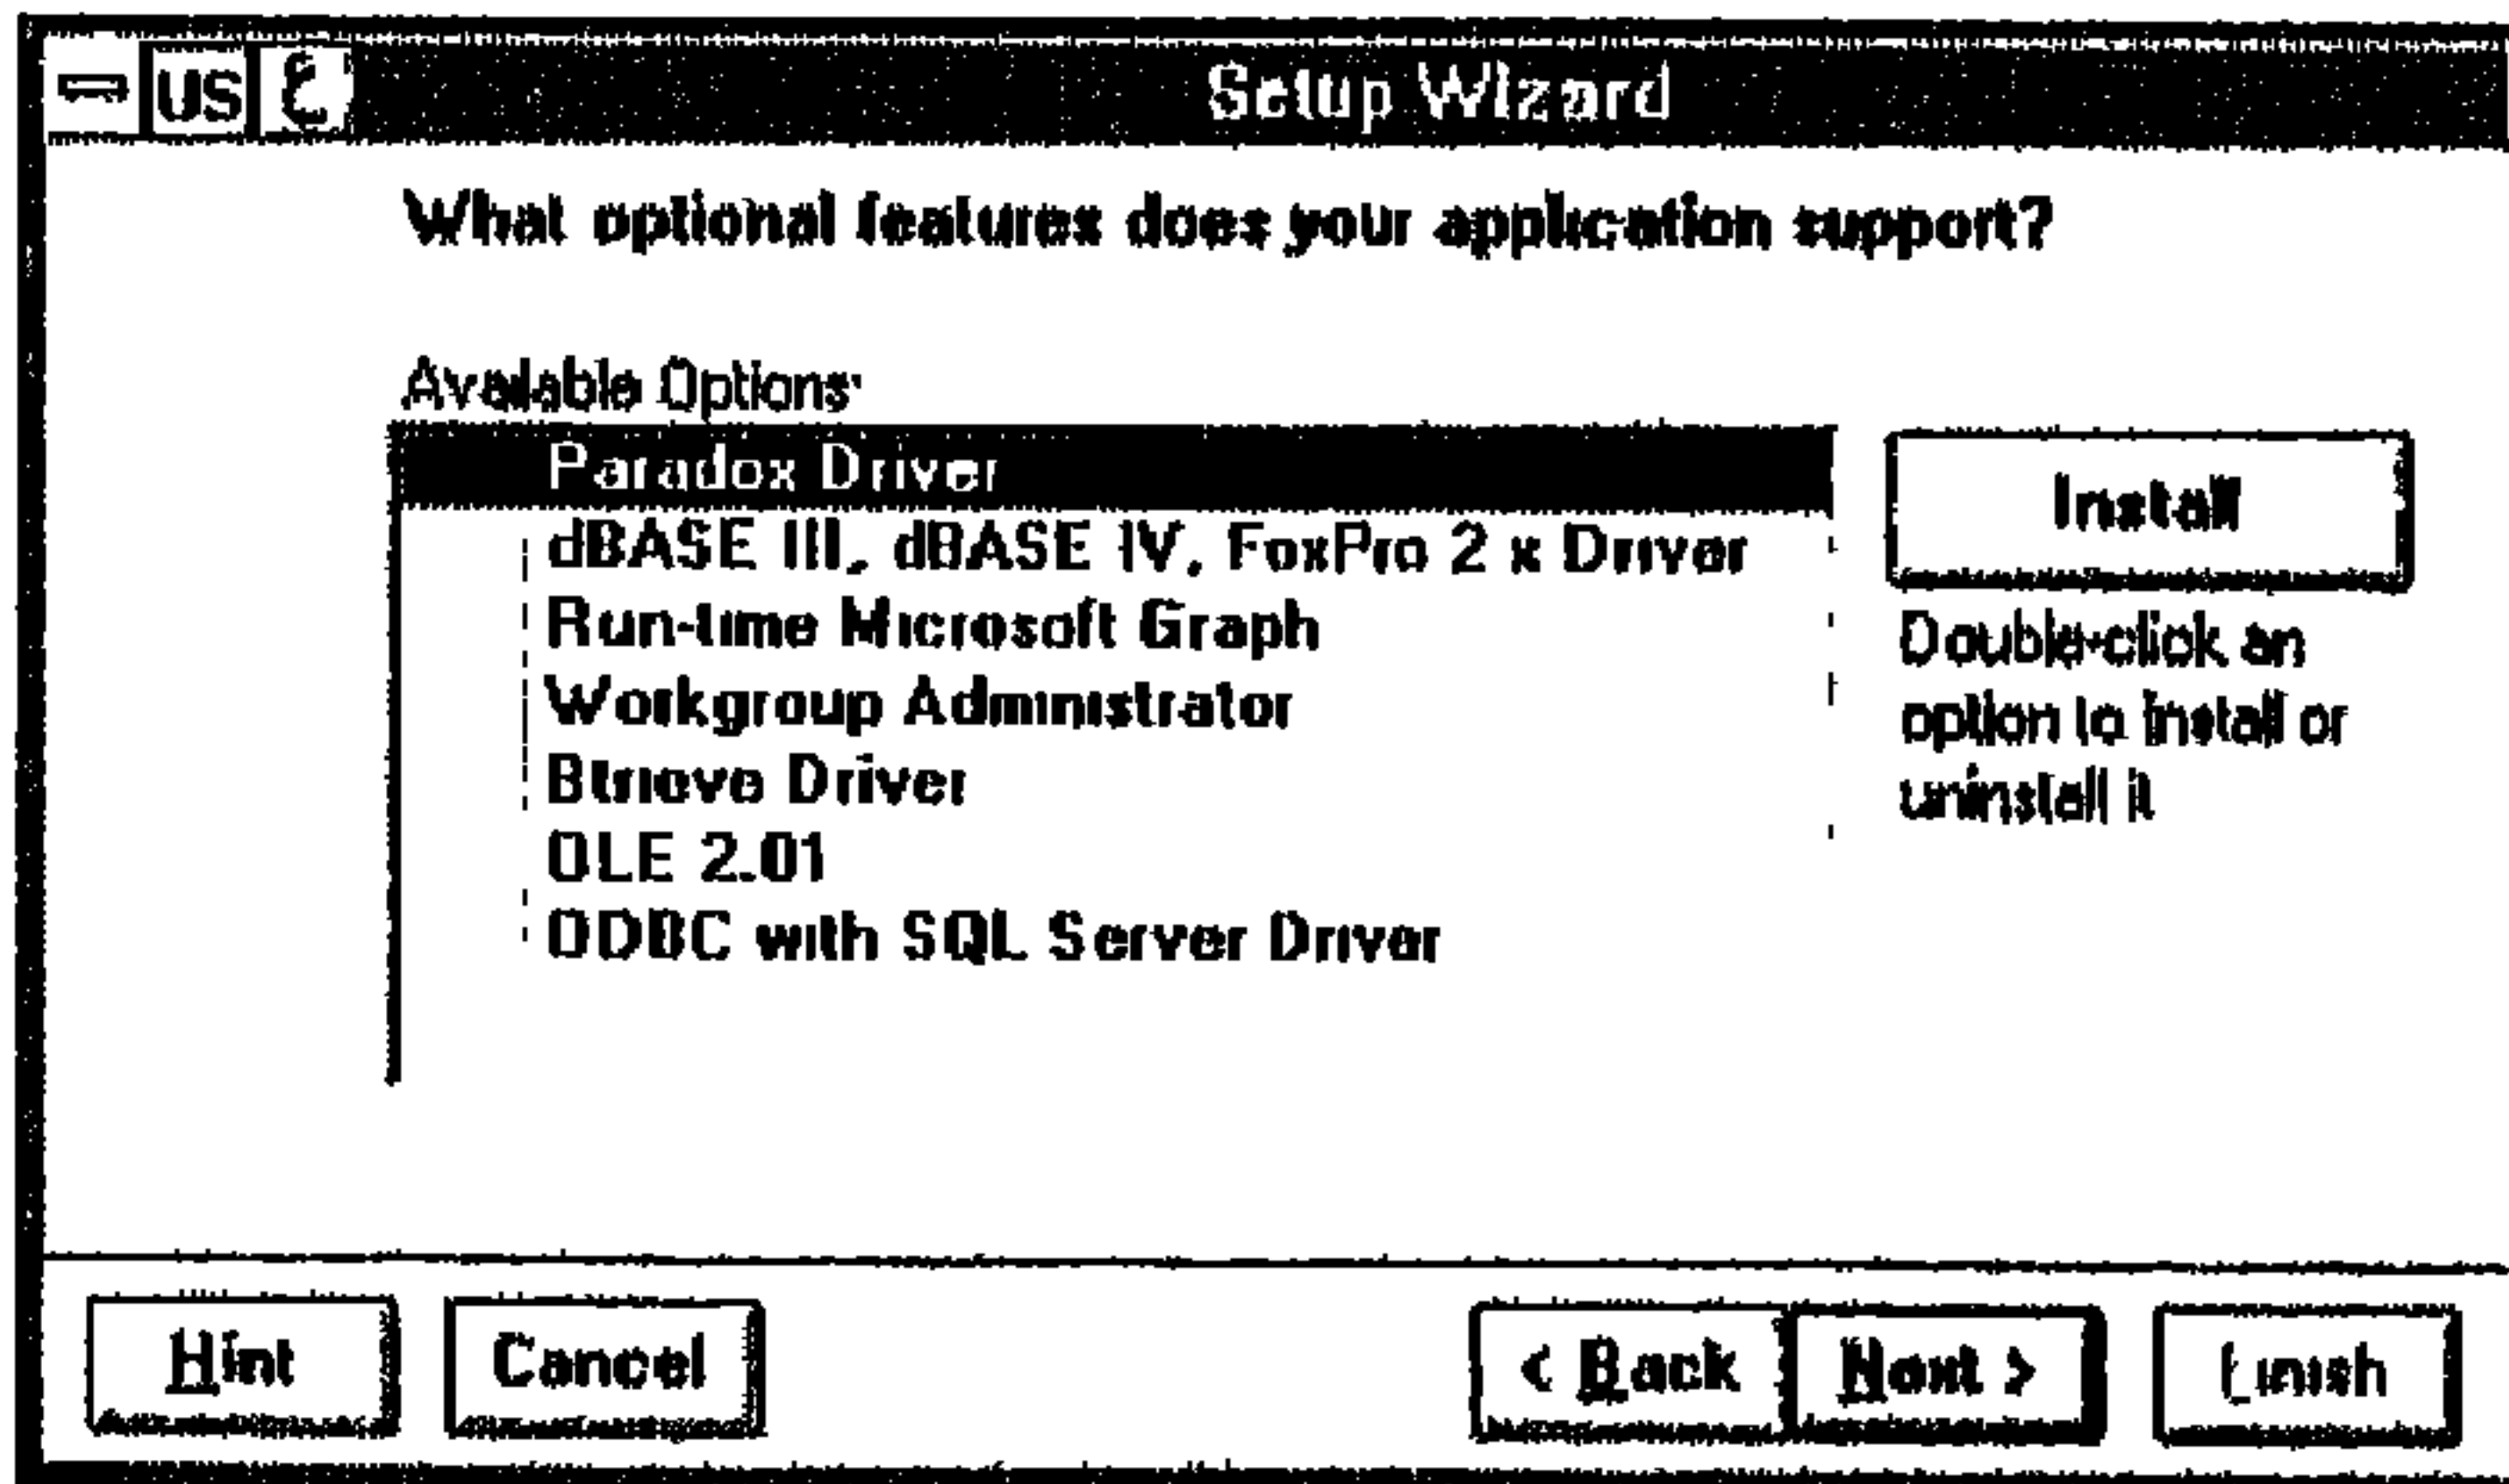 US
Setup Wizard
What optional features does your application support?
Available Options:
Paradox Driver
dBASE III, dBASE IV, FoxPro 2.x Driver
Run-time Microsoft Graph
Workgroup Administrator
Btrieve Driver
OLE 2.01
ODBC with SQL Server Driver
Install
Double-click an
option to install or
uninstall it
Hint
Cancel
< Back
Next >
Finish